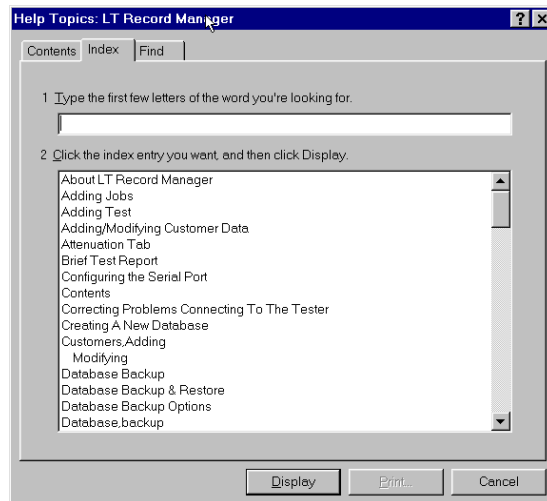 Help Topics: LT Record Manager
Contents Index Find
1 Type the first few letters of the word you're looking for.
2 Click the index entry you want, and then click Display.
About LT Record Manager
Adding Jobs
Adding Test
Adding/Modifying Customer Data
Attenuation Tab
Brief Test Report
Configuring the Serial Port
Contents
Correcting Problems Connecting To The Tester
Creating A New Database
Customers,Adding
Modifying
Database Backup
Database Backup & Restore
Database Backup Options
Database,backup
Display Print... Cancel